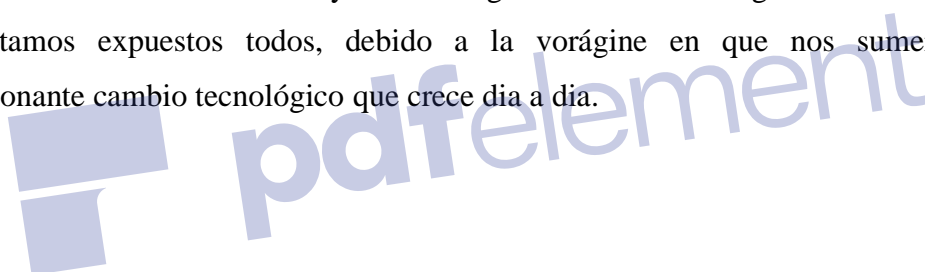 tamos expuestos todos, debido a la vorágine en que nos sume
onante cambio tecnológico que crece dia a dia.
pdfelement